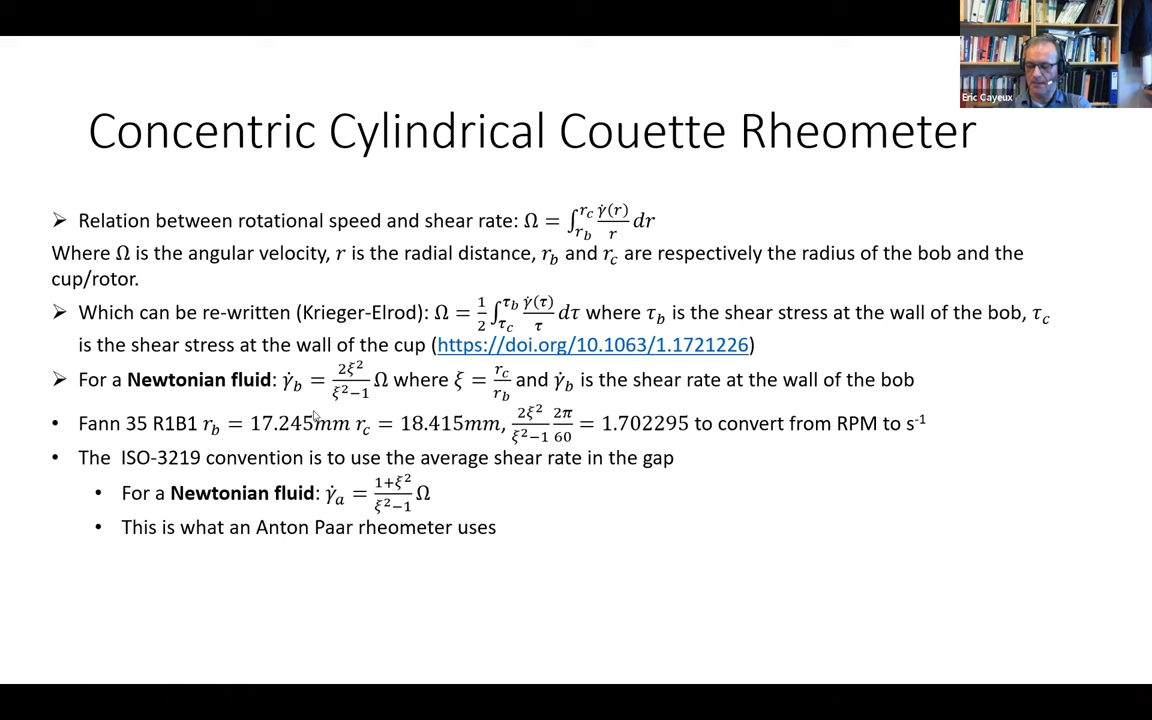 Eric Cayeux
Concentric Cylindrical Couette Rheometer
➢ Relation between rotational speed and shear rate: Ω = ∫_{r_b}^{r_c} γ̇(r)/r dr
Where Ω is the angular velocity, r is the radial distance, r_b and r_c are respectively the radius of the bob and the
cup/rotor.
➢ Which can be re-written (Krieger-Elrod): Ω = 1/2 ∫_{τ_c}^{τ_b} γ̇(τ)/τ dτ where τ_b is the shear stress at the wall of the bob, τ_c
is the shear stress at the wall of the cup (https://doi.org/10.1063/1.1721226)
➢ For a Newtonian fluid: γ̇_b = 2ξ²/(ξ²−1) Ω where ξ = r_c/r_b and γ̇_b is the shear rate at the wall of the bob
• Fann 35 R1B1 r_b = 17.245mm r_c = 18.415mm, 2ξ²/(ξ²−1) 2π/60 = 1.702295 to convert from RPM to s⁻¹
• The ISO-3219 convention is to use the average shear rate in the gap
• For a Newtonian fluid: γ̇_a = (1+ξ²)/(ξ²−1) Ω
• This is what an Anton Paar rheometer uses